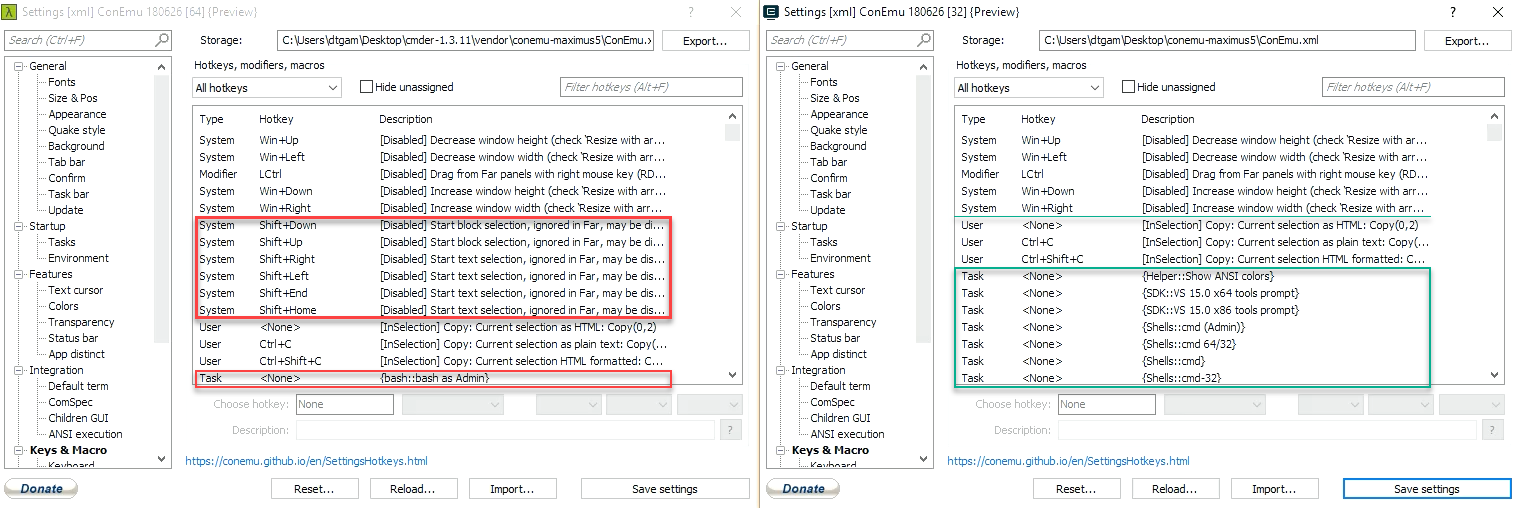 Settings [xml] ConEmu 180626 [64] {Preview}
Search (Ctrl+F)
Storage:
C:\Users\dtgam\Desktop\cmder-1.3.11\vendor\conemu-maximus5\ConEmu.x
Export...
General
Fonts
Size & Pos
Appearance
Quake style
Background
Tab bar
Confirm
Task bar
Update
Startup
Tasks
Environment
Features
Text cursor
Colors
Transparency
Status bar
App distinct
Integration
Default term
ComSpec
Children GUI
ANSI execution
Keys & Macro
Keyboard
Hotkeys, modifiers, macros
All hotkeys
Hide unassigned
Filter hotkeys (Alt+F)
Type Hotkey Description
System Win+Up [Disabled] Decrease window height (check 'Resize with arr...
System Win+Left [Disabled] Decrease window width (check 'Resize with arro...
Modifier LCtrl [Disabled] Drag from Far panels with right mouse key (RD...
System Win+Down [Disabled] Increase window height (check 'Resize with arr...
System Win+Right [Disabled] Increase window width (check 'Resize with arro...
System Shift+Down [Disabled] Start block selection, ignored in Far, may be di...
System Shift+Up [Disabled] Start block selection, ignored in Far, may be di...
System Shift+Right [Disabled] Start text selection, ignored in Far, may be dis...
System Shift+Left [Disabled] Start text selection, ignored in Far, may be dis...
System Shift+End [Disabled] Start text selection, ignored in Far, may be dis...
System Shift+Home [Disabled] Start text selection, ignored in Far, may be dis...
User <None> [InSelection] Copy: Current selection as HTML: Copy(0,2)
User Ctrl+C [InSelection] Copy: Current selection as plain text: Copy(...
User Ctrl+Shift+C [InSelection] Copy: Current selection HTML formatted: C...
Task <None> {bash::bash as Admin}
Choose hotkey: None
Description:
?
https://conemu.github.io/en/SettingsHotkeys.html
Donate
Reset...
Reload...
Import...
Save settings
Settings [xml] ConEmu 180626 [32] {Preview}
Search (Ctrl+F)
Storage:
C:\Users\dtgam\Desktop\conemu-maximus5\ConEmu.xml
Export...
General
Fonts
Size & Pos
Appearance
Quake style
Background
Tab bar
Confirm
Task bar
Update
Startup
Tasks
Environment
Features
Text cursor
Colors
Transparency
Status bar
App distinct
Integration
Default term
ComSpec
Children GUI
ANSI execution
Keys & Macro
Keyboard
Hotkeys, modifiers, macros
All hotkeys
Hide unassigned
Filter hotkeys (Alt+F)
Type Hotkey Description
System Win+Up [Disabled] Decrease window height (check 'Resize with arr...
System Win+Left [Disabled] Decrease window width (check 'Resize with arro...
Modifier LCtrl [Disabled] Drag from Far panels with right mouse key (RD...
System Win+Down [Disabled] Increase window height (check 'Resize with arr...
System Win+Right [Disabled] Increase window width (check 'Resize with arro...
User <None> [InSelection] Copy: Current selection as HTML: Copy(0,2)
User Ctrl+C [InSelection] Copy: Current selection as plain text: Copy(...
User Ctrl+Shift+C [InSelection] Copy: Current selection HTML formatted: C...
Task <None> {Helper::Show ANSI colors}
Task <None> {SDK::VS 15.0 x64 tools prompt}
Task <None> {SDK::VS 15.0 x86 tools prompt}
Task <None> {Shells::cmd (Admin)}
Task <None> {Shells::cmd 64/32}
Task <None> {Shells::cmd}
Task <None> {Shells::cmd-32}
Choose hotkey: None
Description:
?
https://conemu.github.io/en/SettingsHotkeys.html
Donate
Reset...
Reload...
Import...
Save settings